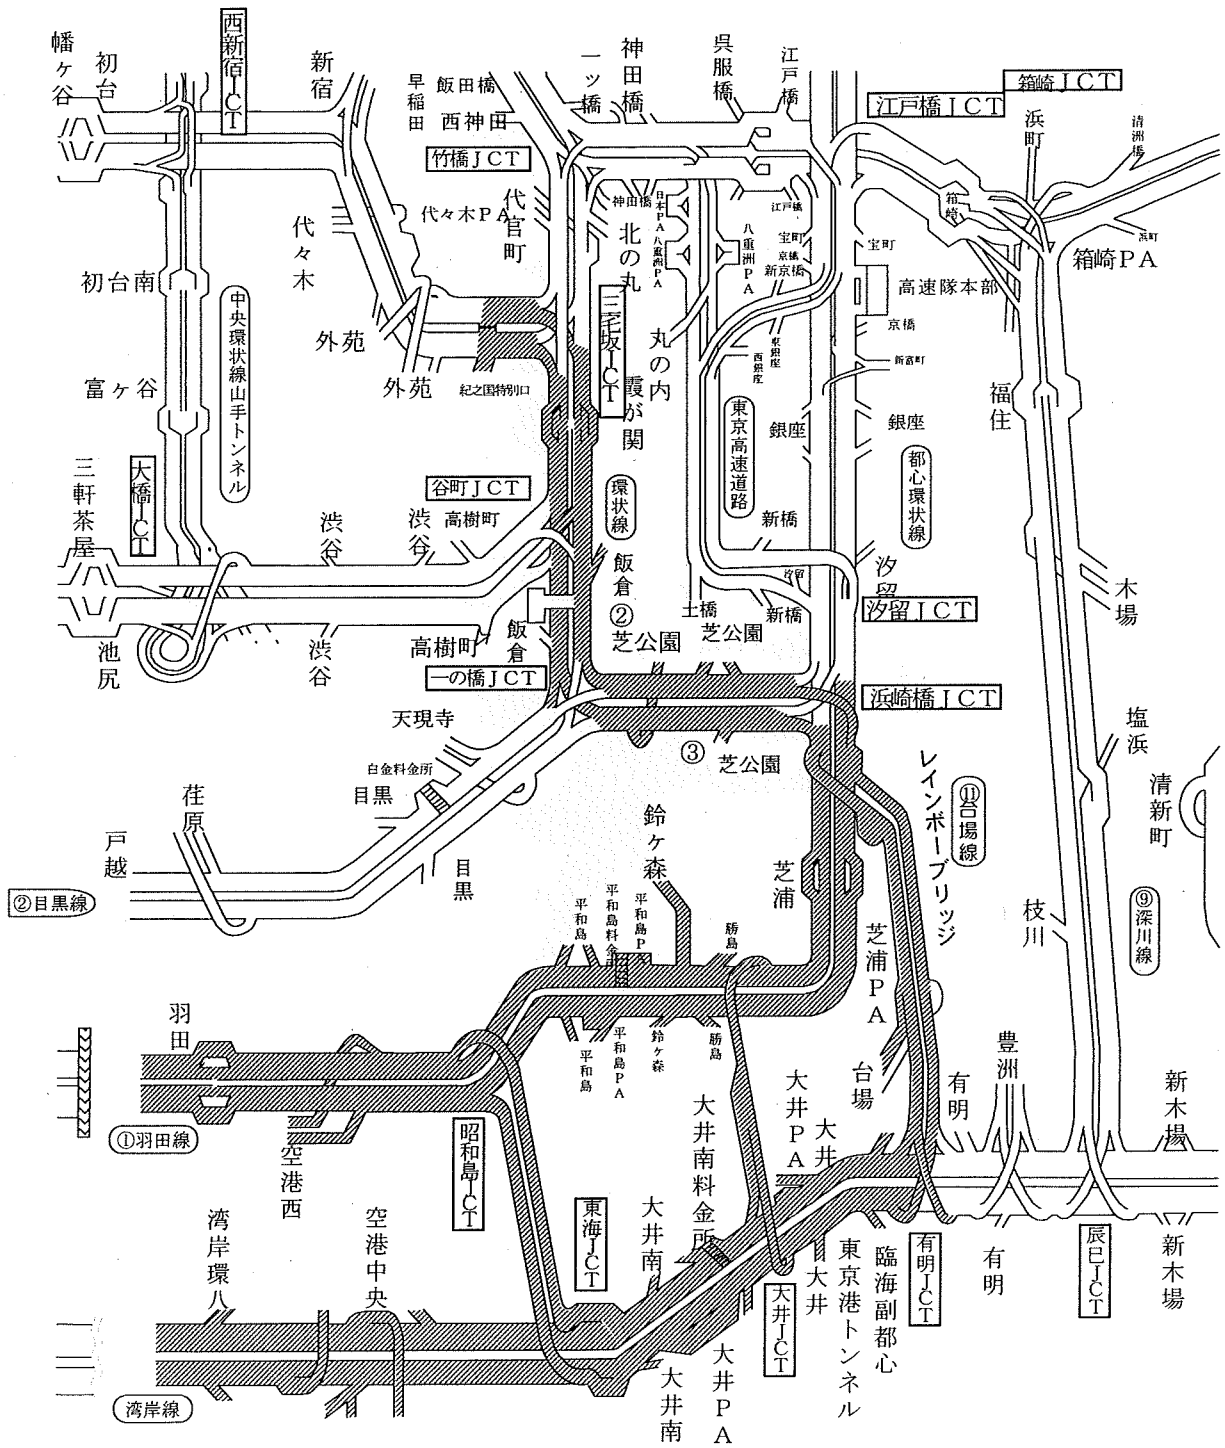 幡ヶ谷
初台
西新宿JCT
新宿
早稲田
飯田橋
西神田
一ッ橋
神田橋
呉服橋
江戸橋
江戸橋JCT
箱崎JCT
浜町
清洲橋
竹橋JCT
代々木PA
代官町
神田橋
北の丸
日本PA
八重洲PA
八重洲PA
江戸橋
宝町
京橋
新京橋
宝町
箱崎
浜町
箱崎PA
代々木
初台南
中央環状線山手トンネル
外苑
外苑
三宅坂JCT
丸の内
高速隊本部
京橋
新富町
東銀座
西銀座
富ヶ谷
紀之国特別口
霞が関
東京高速道路
銀座
銀座
福住
三軒茶屋
大橋JCT
渋谷
渋谷
谷町JCT
高樹町
環状線
新橋
都心環状線
飯倉
汐留
汐留
②
土橋
新橋
汐留JCT
木場
池尻
渋谷
高樹町
飯倉
芝公園
芝公園
一の橋JCT
浜崎橋JCT
天現寺
③
芝公園
塩浜
白金料金所
目黒
荏原
戸越
鈴ヶ森
レインボーブリッジ
⑪台場線
清新町
②目黒線
目黒
芝浦
枝川
⑨深川線
平和島
平和島料金所
平和島PA
勝島
芝浦PA
羽田
平和島
平和島PA
鈴ヶ森
勝島
台場
有明
豊洲
新木場
①羽田線
空港西
昭和島JCT
大井南料金所
大井PA
大井
湾岸環八
空港中央
東海JCT
大井南
大井JCT
大井
東京港トンネル
臨海副都心
有明JCT
有明
辰巳JCT
新木場
湾岸線
大井南
大井PA